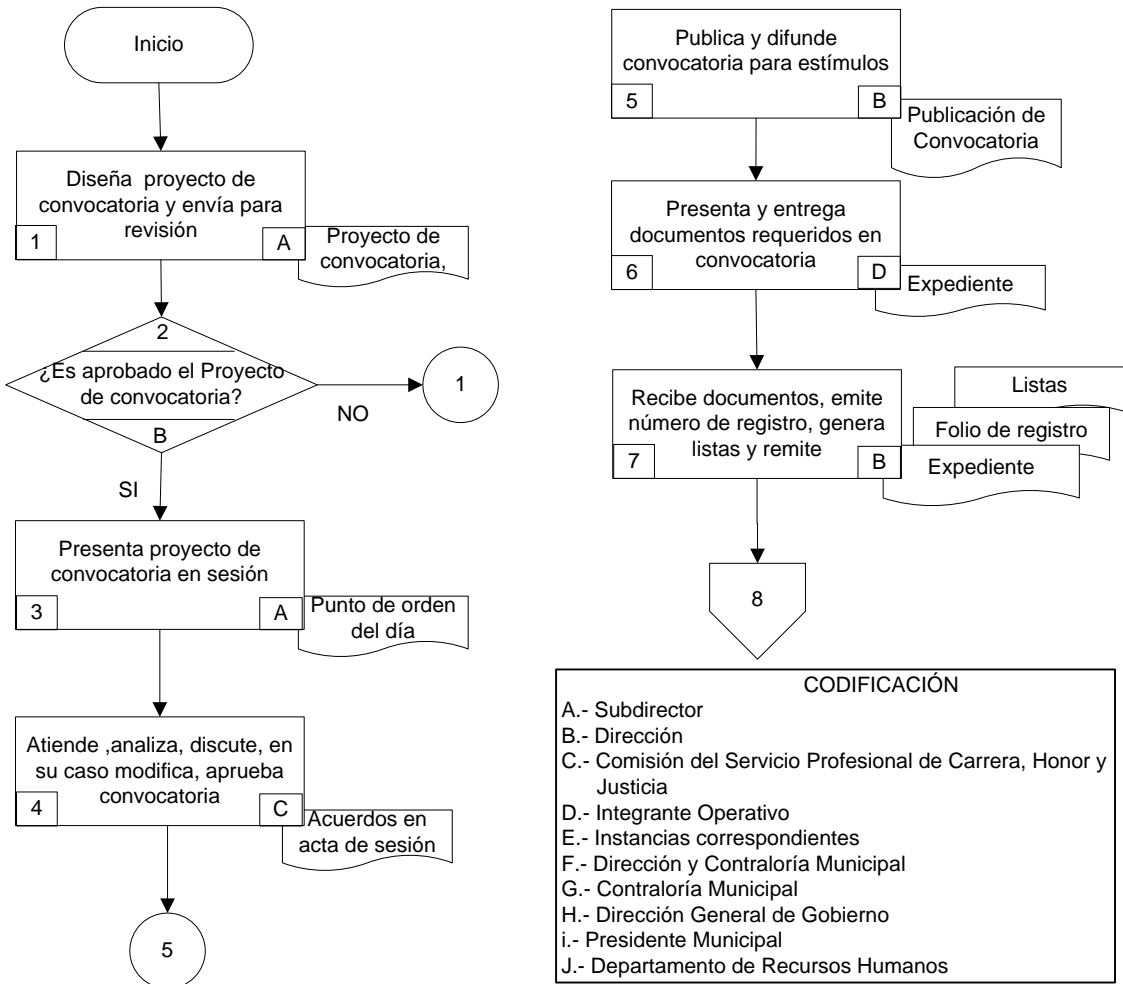 Inicio
Diseña proyecto de
convocatoria y envía para
revisión
1
A
Proyecto de
convocatoria,
2
¿Es aprobado el Proyecto
de convocatoria?
B
NO
1
SI
Presenta proyecto de
convocatoria en sesión
3
A
Punto de orden
del día
Atiende ,analiza, discute, en
su caso modifica, aprueba
convocatoria
4
C
Acuerdos en
acta de sesión
5
Publica y difunde
convocatoria para estímulos
5
B
Publicación de
Convocatoria
Presenta y entrega
documentos requeridos en
convocatoria
6
D
Expediente
Recibe documentos, emite
número de registro, genera
listas y remite
7
B
Listas
Folio de registro
Expediente
8
CODIFICACIÓN
A.- Subdirector
B.- Dirección
C.- Comisión del Servicio Profesional de Carrera, Honor y
Justicia
D.- Integrante Operativo
E.- Instancias correspondientes
F.- Dirección y Contraloría Municipal
G.- Contraloría Municipal
H.- Dirección General de Gobierno
i.- Presidente Municipal
J.- Departamento de Recursos Humanos